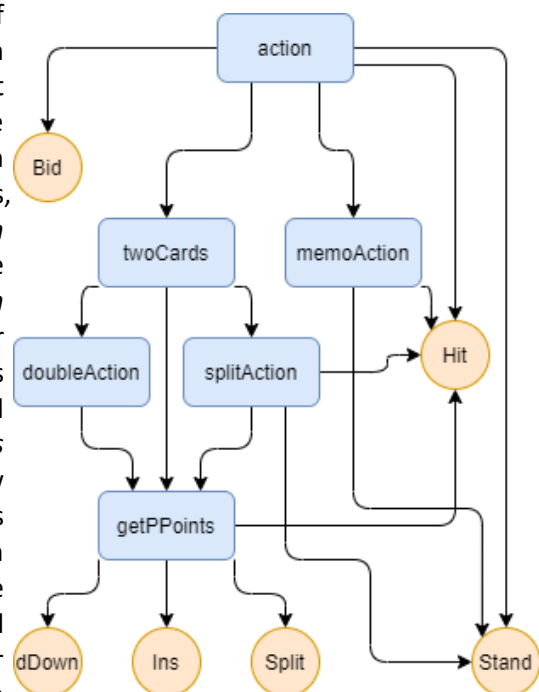 action
Bid
twoCards
memoAction
Hit
doubleAction
splitAction
getPPoints
dDown
Ins
Split
Stand